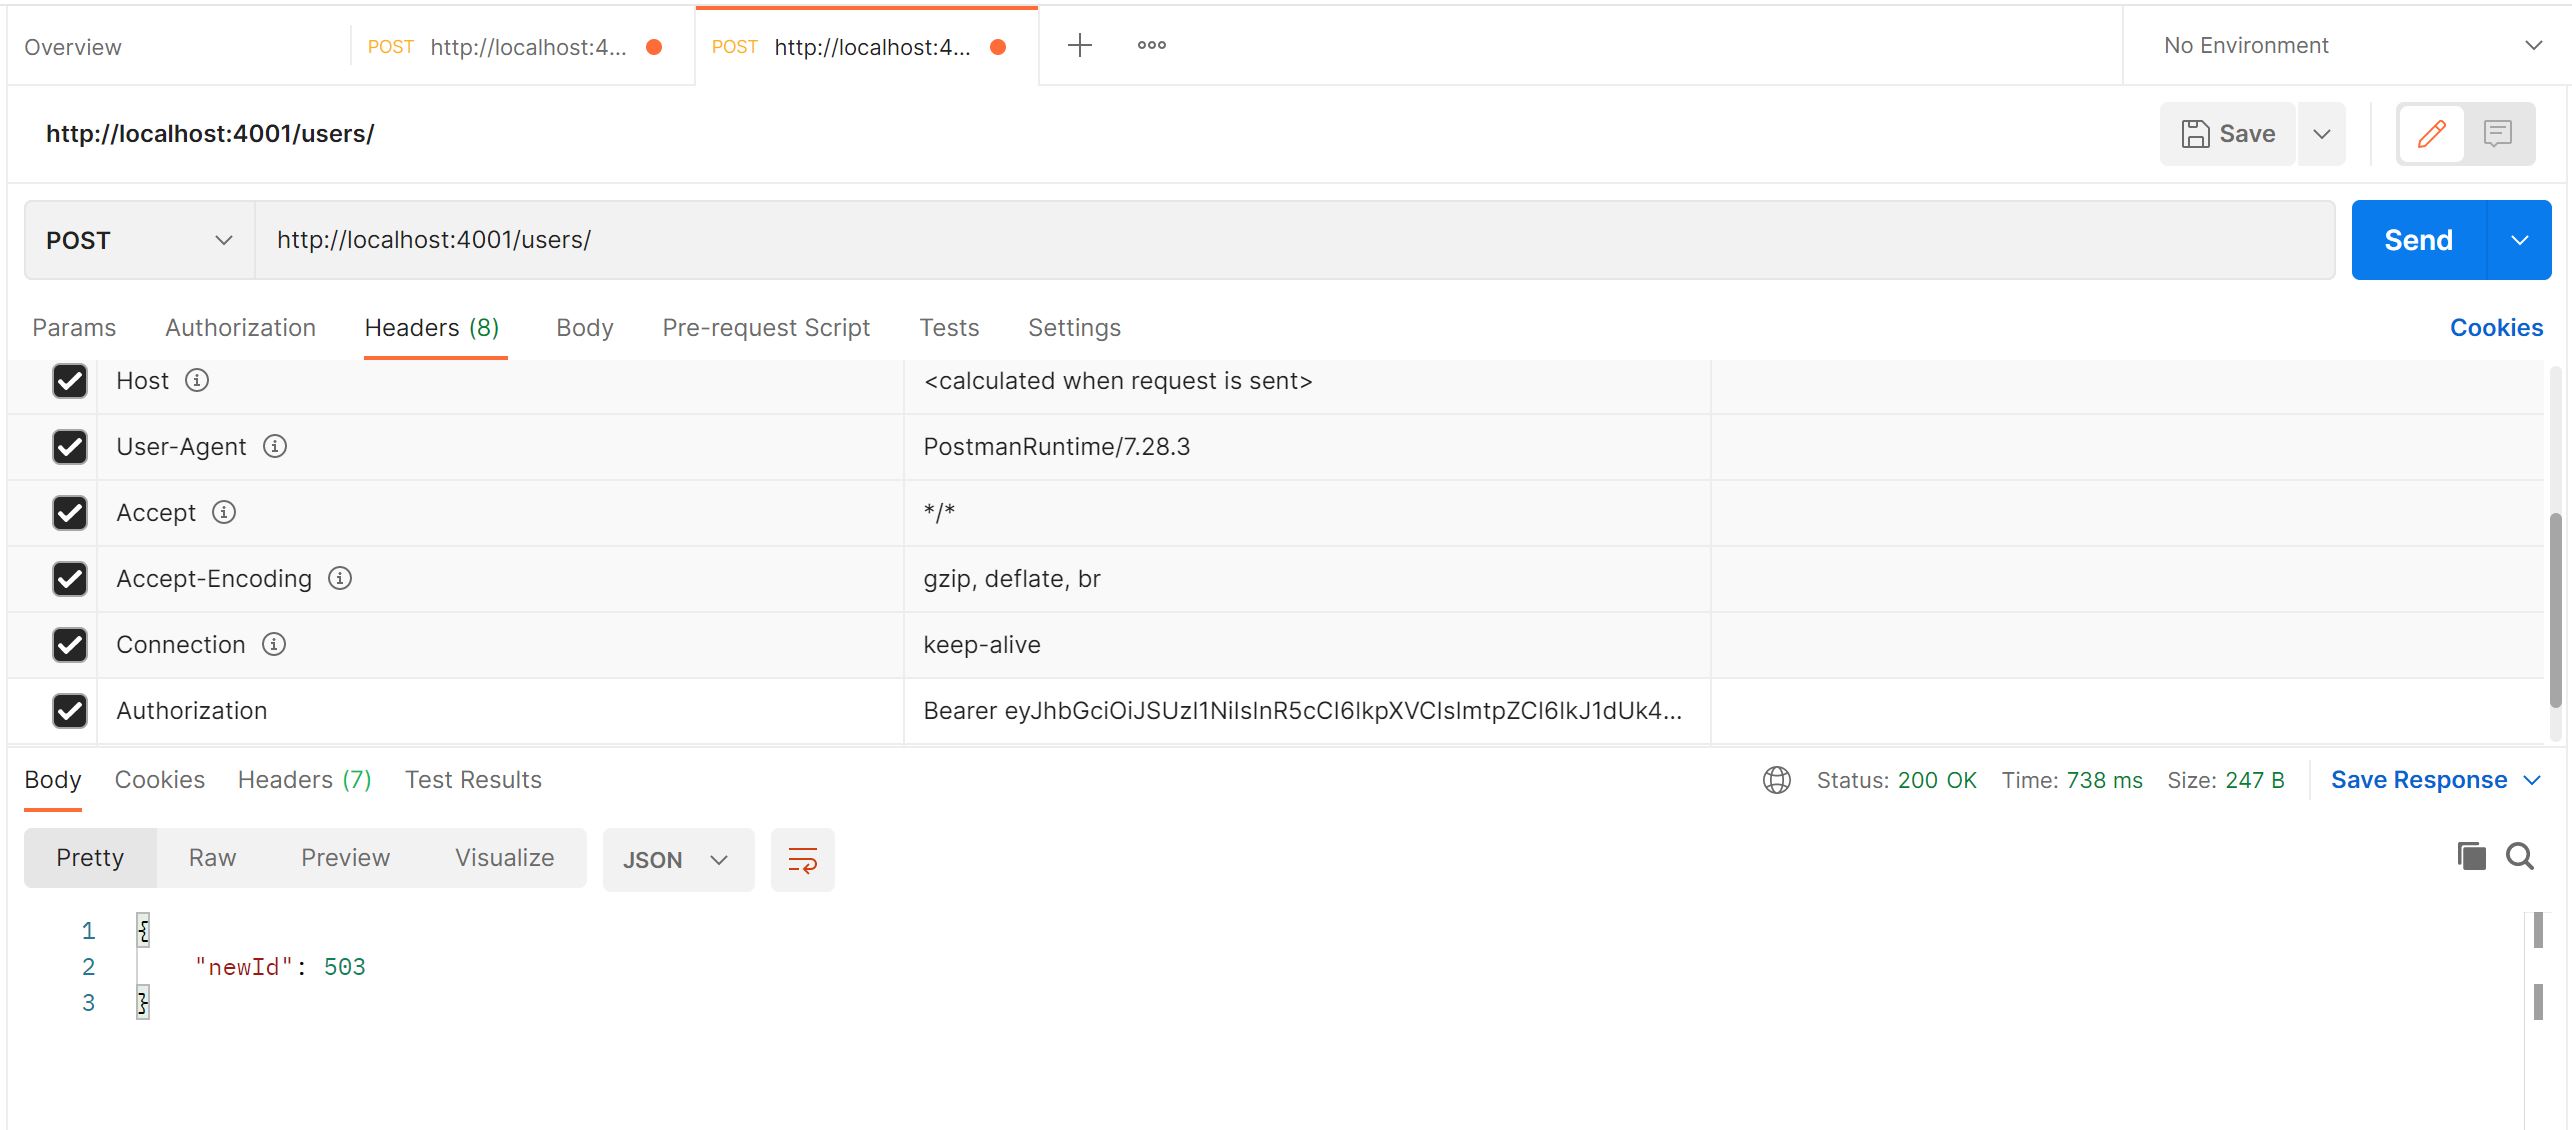 Overview
POST http://localhost:4...
POST http://localhost:4...
No Environment
http://localhost:4001/users/
Save
POST
http://localhost:4001/users/
Send
Params Authorization Headers (8) Body Pre-request Script Tests Settings Cookies
Host <calculated when request is sent>
User-Agent PostmanRuntime/7.28.3
Accept */*
Accept-Encoding gzip, deflate, br
Connection keep-alive
Authorization Bearer eyJhbGciOiJSUzI1NiIsInR5cCI6IkpXVCIsImtpZCI6IkJ1dUk4...
Body Cookies Headers (7) Test Results Status: 200 OK Time: 738 ms Size: 247 B Save Response
Pretty Raw Preview Visualize JSON
1 {
2 "newId": 503
3 }